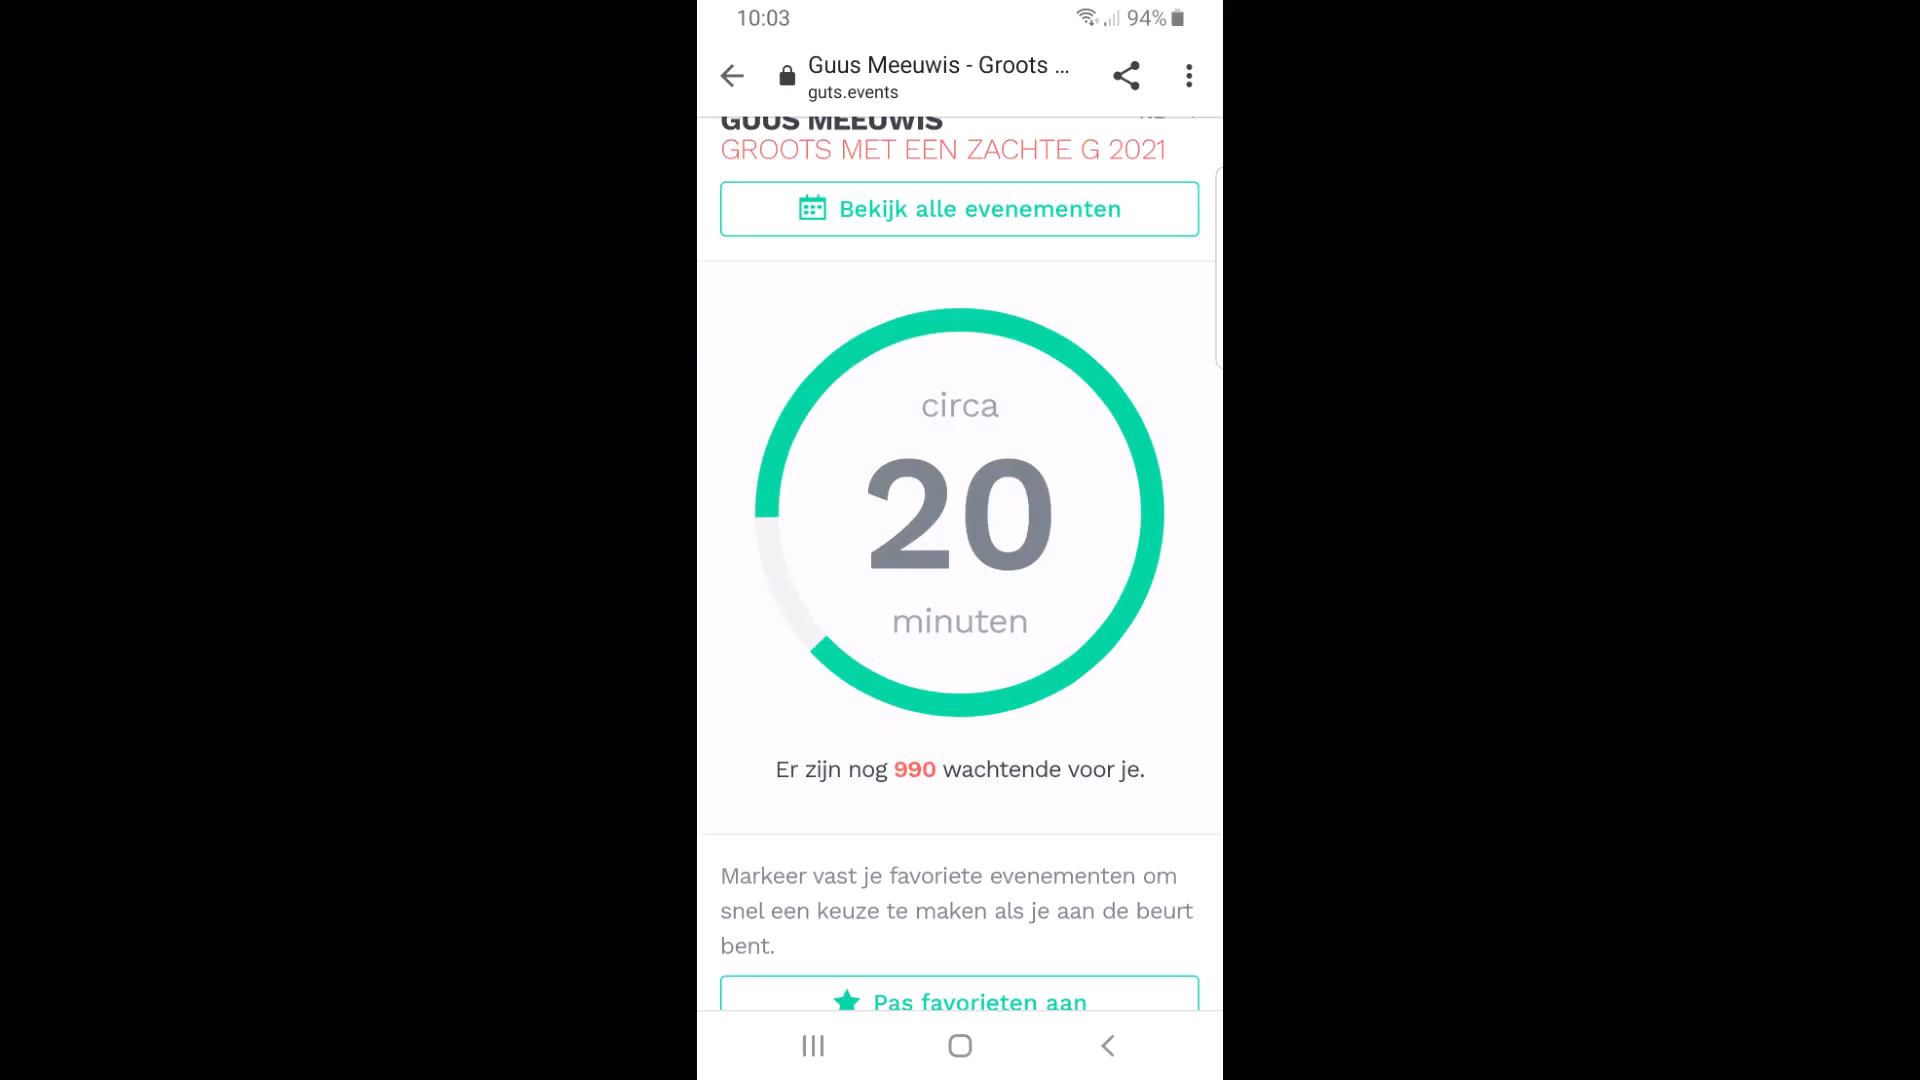 10:03
94%
Guus Meeuwis - Groots ...
guts.events
GUUS MEEUWIS
GROOTS MET EEN ZACHTE G 2021
Bekijk alle evenementen
circa
20
minuten
Er zijn nog 990 wachtende voor je.
Markeer vast je favoriete evenementen om
snel een keuze te maken als je aan de beurt
bent.
Pas favorieten aan